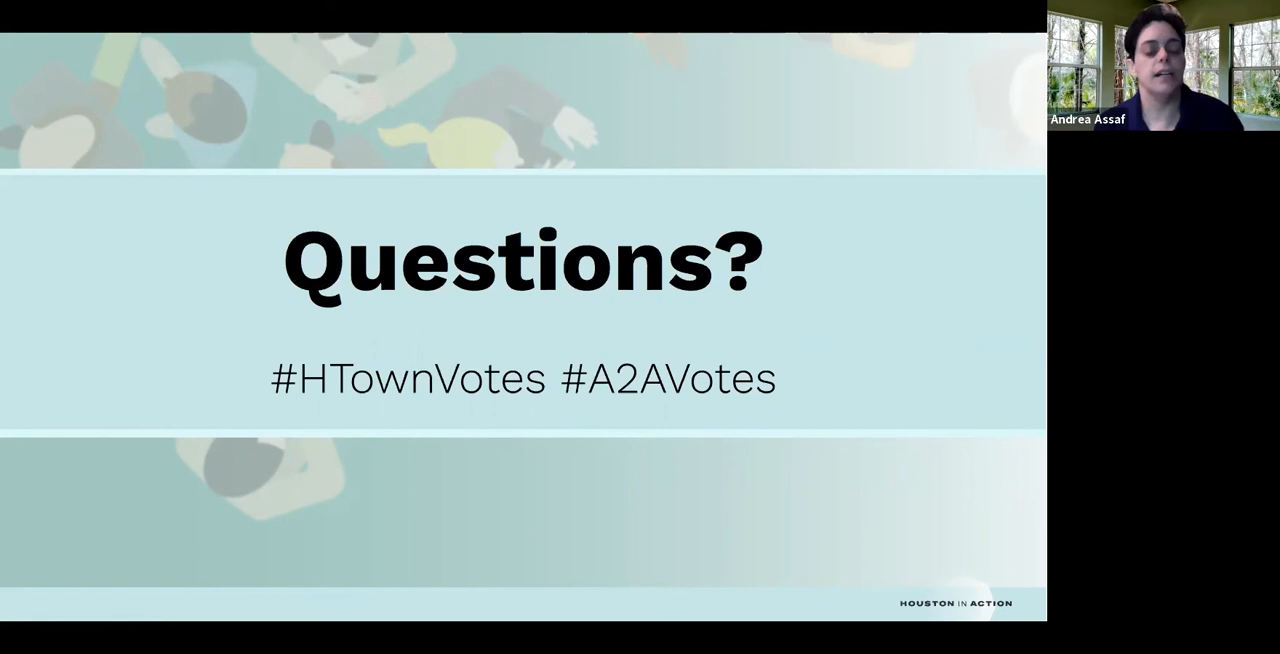 Andrea Assaf
Questions?
#HTownVotes #A2AVotes
HOUSTON IN ACTION